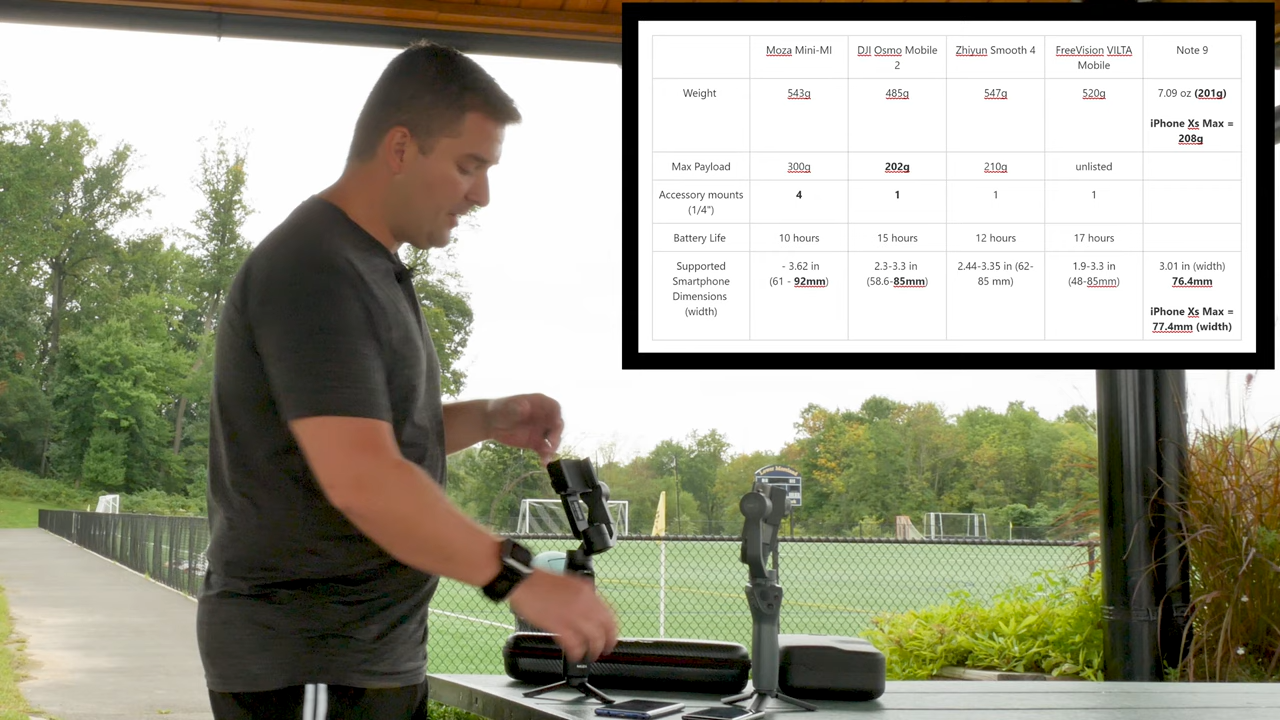 Moza Mini-MI
DJI Osmo Mobile
2
Zhiyun Smooth 4
FreeVision VILTA
Mobile
Note 9
Weight
543g
485g
547g
520g
7.09 oz (201g)
iPhone Xs Max =
208g
Max Payload
300g
202g
210g
unlisted
Accessory mounts
(1/4")
4
1
1
1
Battery Life
10 hours
15 hours
12 hours
17 hours
Supported
Smartphone
Dimensions
(width)
- 3.62 in
(61 - 92mm)
2.3-3.3 in
(58.6-85mm)
2.44-3.35 in (62-
85 mm)
1.9-3.3 in
(48-85mm)
3.01 in (width)
76.4mm
iPhone Xs Max =
77.4mm (width)